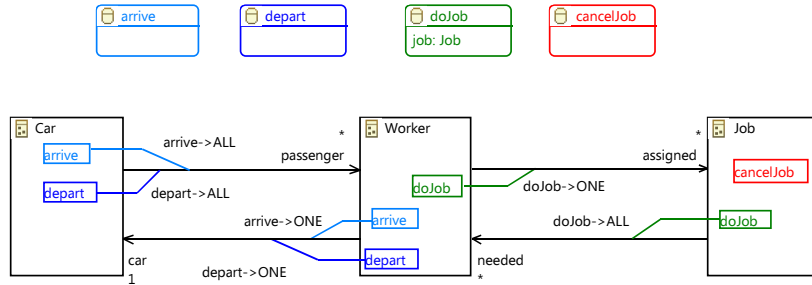 arrive
depart
doJob
cancelJob
job: Job
Car
Worker
Job
arrive->ALL
*
*
arrive
passenger
assigned
cancelJob
depart
depart->ALL
doJob
doJob->ONE
arrive->ONE
arrive
doJob->ALL
doJob
car
depart
needed
1
depart->ONE
*